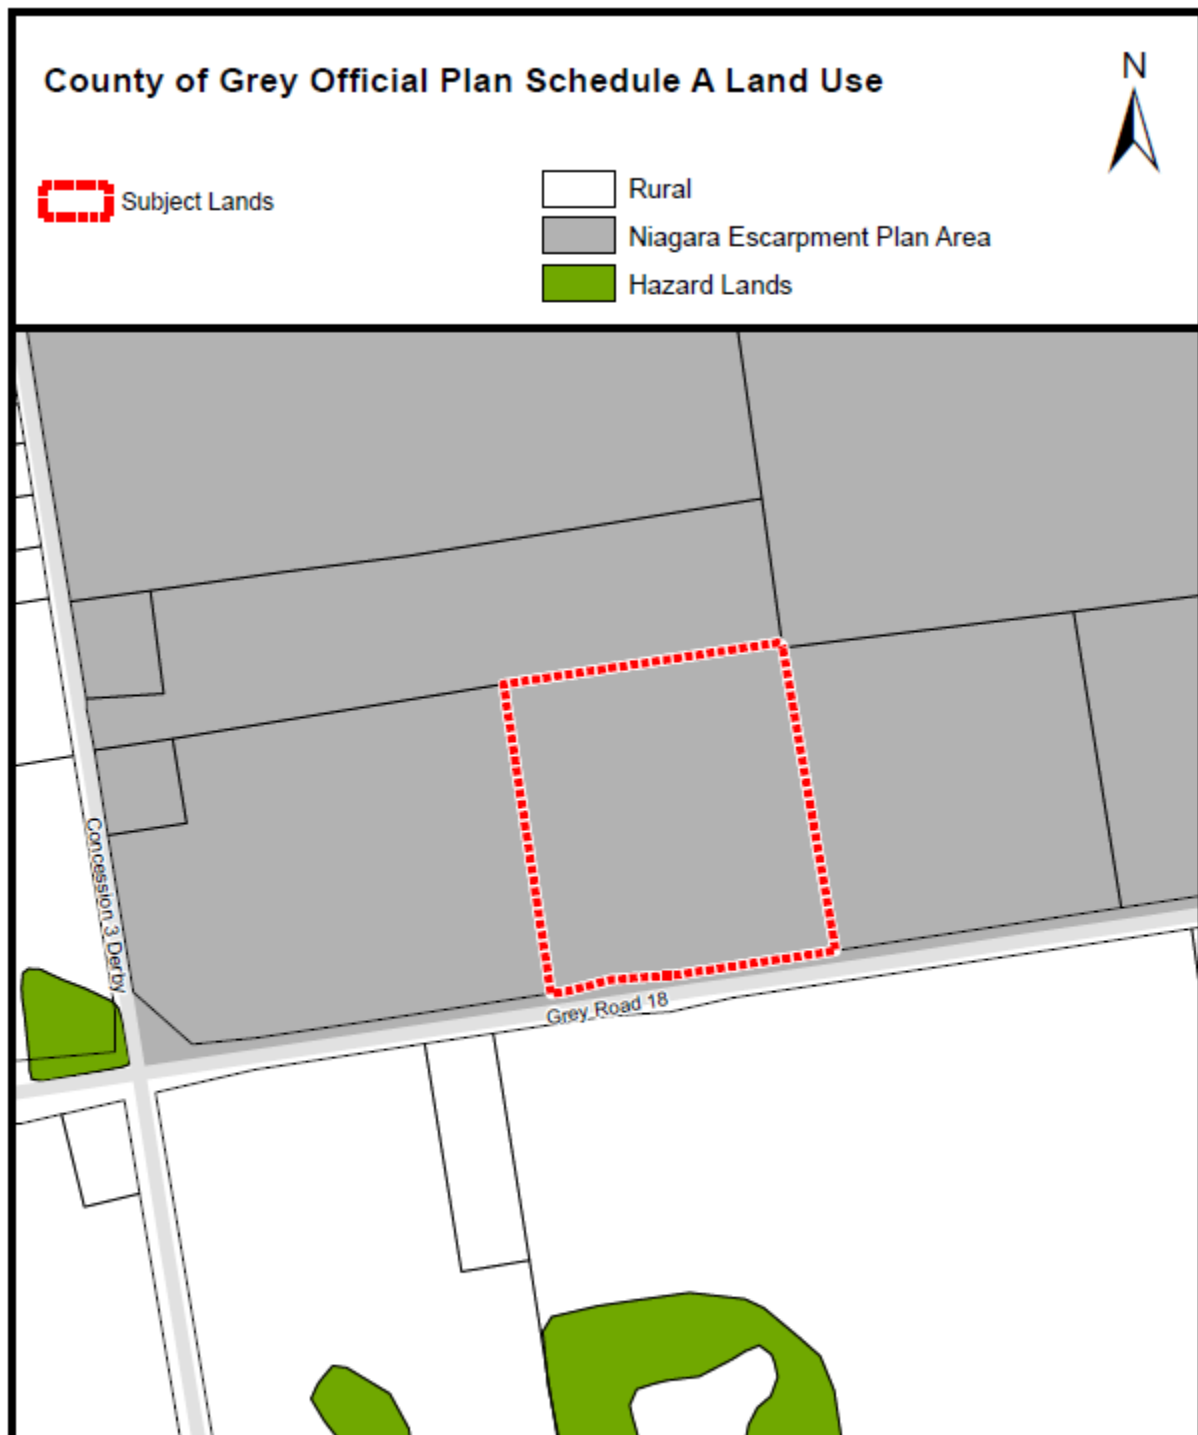 County of Grey Official Plan Schedule A Land Use
N
Subject Lands
Rural
Niagara Escarpment Plan Area
Hazard Lands
Concession 3 Derby
Grey Road 18